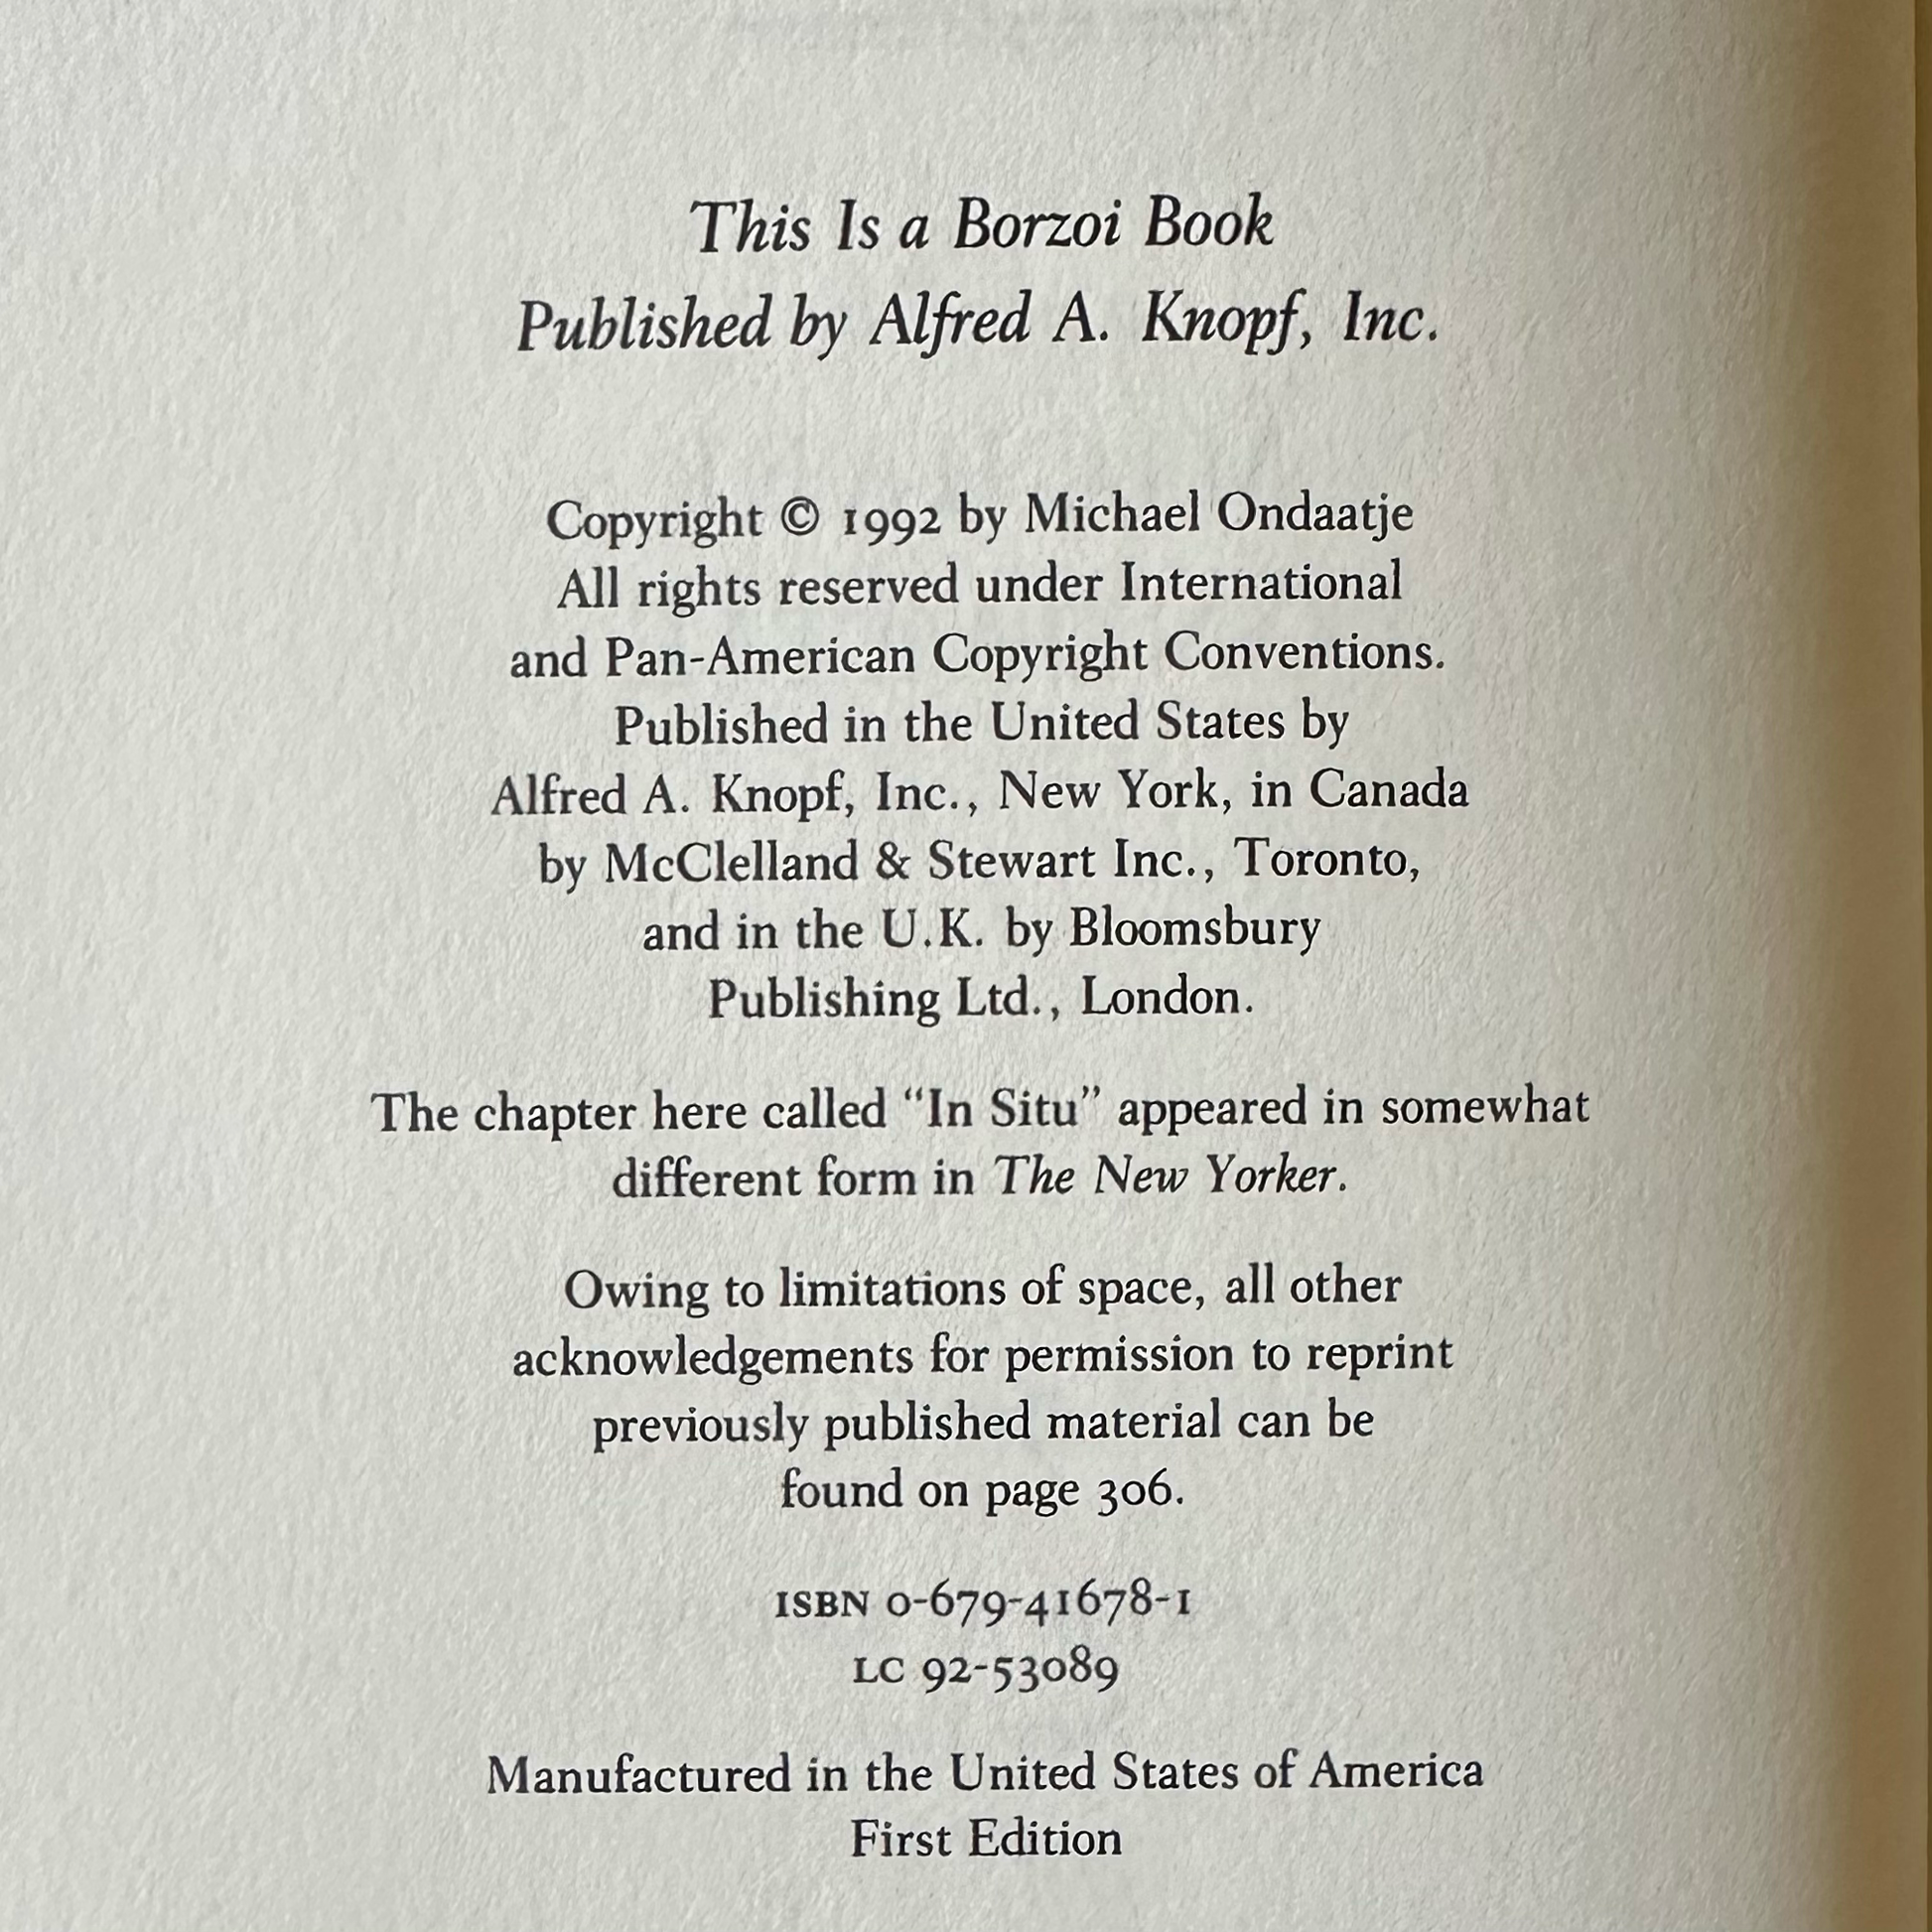 This Is a Borzoi Book
Published by Alfred A. Knopf, Inc.
Copyright © 1992 by Michael Ondaatje
All rights reserved under International
and Pan-American Copyright Conventions.
Published in the United States by
Alfred A. Knopf, Inc., New York, in Canada
by McClelland & Stewart Inc., Toronto,
and in the U.K. by Bloomsbury
Publishing Ltd., London.
The chapter here called “In Situ” appeared in somewhat
different form in The New Yorker.
Owing to limitations of space, all other
acknowledgements for permission to reprint
previously published material can be
found on page 306.
ISBN 0-679-41678-1
LC 92-53089
Manufactured in the United States of America
First Edition